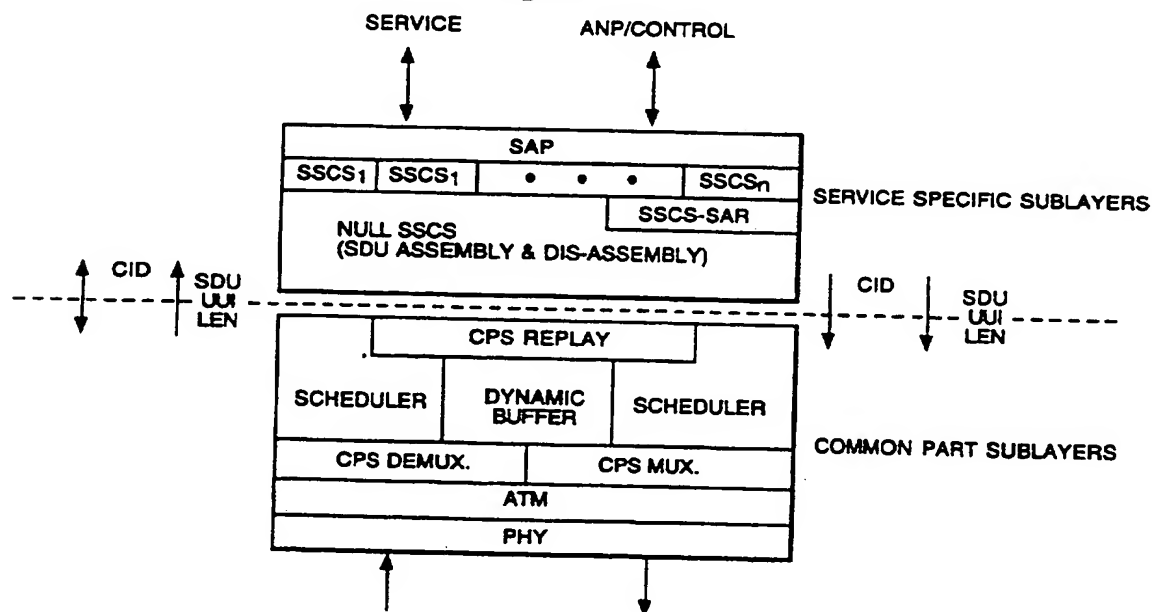 SERVICE
ANP/CONTROL
SAP
SSCS1
SSCS1
• • •
SSCSn
SSCS-SAR
NULL SSCS
(SDU ASSEMBLY & DIS-ASSEMBLY)
SERVICE SPECIFIC SUBLAYERS
CID
SDU
UUI
LEN
CID
SDU
UUI
LEN
CPS REPLAY
SCHEDULER
DYNAMIC
BUFFER
SCHEDULER
COMMON PART SUBLAYERS
CPS DEMUX.
CPS MUX.
ATM
PHY